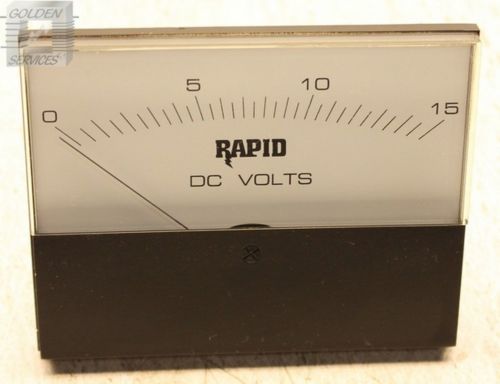 GOLDEN
SERVICES
0 5 10 15
RAPID
DC VOLTS